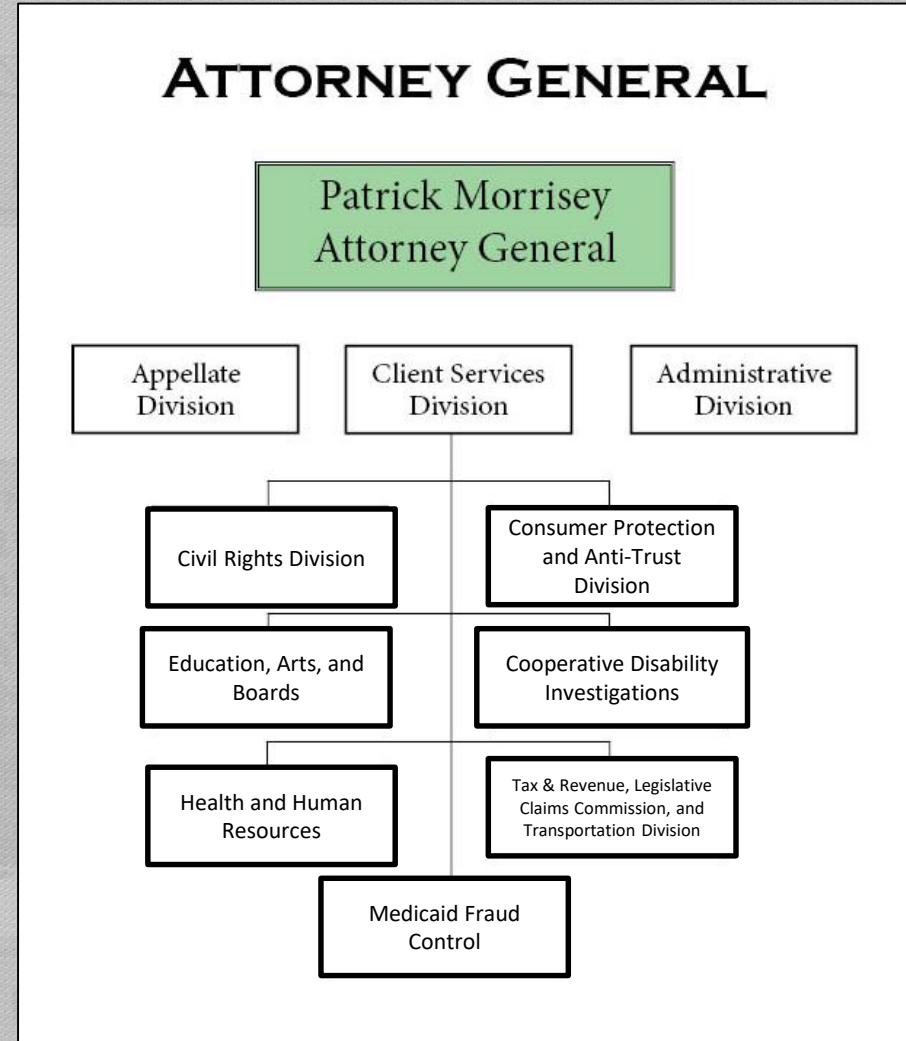 ATTORNEY GENERAL
Patrick Morrisey
Attorney General
Appellate
Division
Client Services
Division
Administrative
Division
Civil Rights Division
Consumer Protection
and Anti-Trust
Division
Education, Arts, and
Boards
Cooperative Disability
Investigations
Health and Human
Resources
Tax & Revenue, Legislative
Claims Commission, and
Transportation Division
Medicaid Fraud
Control